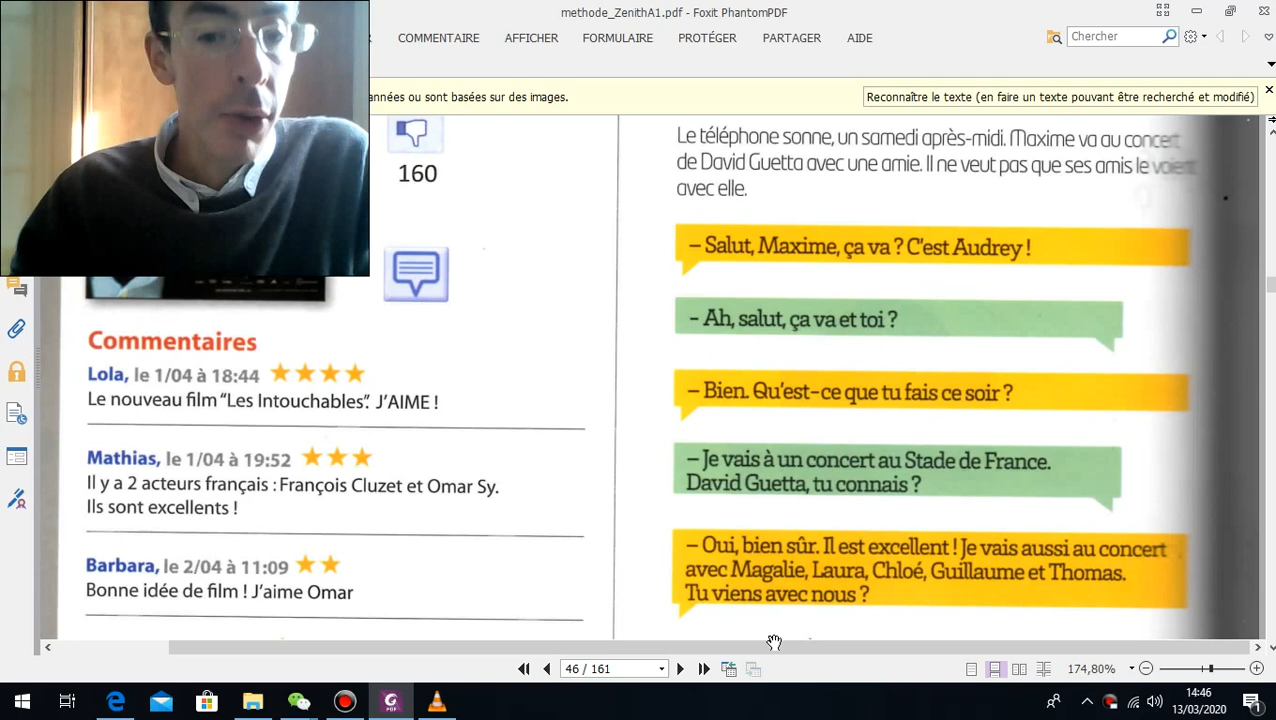 methode_ZenithA1.pdf - Foxit PhantomPDF
COMMENTAIRE AFFICHER FORMULAIRE PROTÉGER PARTAGER AIDE
Chercher
années ou sont basées sur des images.
Reconnaître le texte (en faire un texte pouvant être recherché et modifié)
160
Commentaires
Lola, le 1/04 à 18:44
Le nouveau film “Les Intouchables”. J’AIME !
Mathias, le 1/04 à 19:52
Il y a 2 acteurs français : François Cluzet et Omar Sy.
Ils sont excellents !
Barbara, le 2/04 à 11:09
Bonne idée de film ! J’aime Omar
Le téléphone sonne, un samedi après-midi. Maxime va au concert
de David Guetta avec une amie. Il ne veut pas que ses amis le voient
avec elle.
– Salut, Maxime, ça va ? C’est Audrey !
- Ah, salut, ça va et toi ?
– Bien. Qu’est-ce que tu fais ce soir ?
– Je vais à un concert au Stade de France.
David Guetta, tu connais ?
– Oui, bien sûr. Il est excellent ! Je vais aussi au concert
avec Magalie, Laura, Chloé, Guillaume et Thomas.
Tu viens avec nous ?
46 / 161
174,80%
14:46
13/03/2020